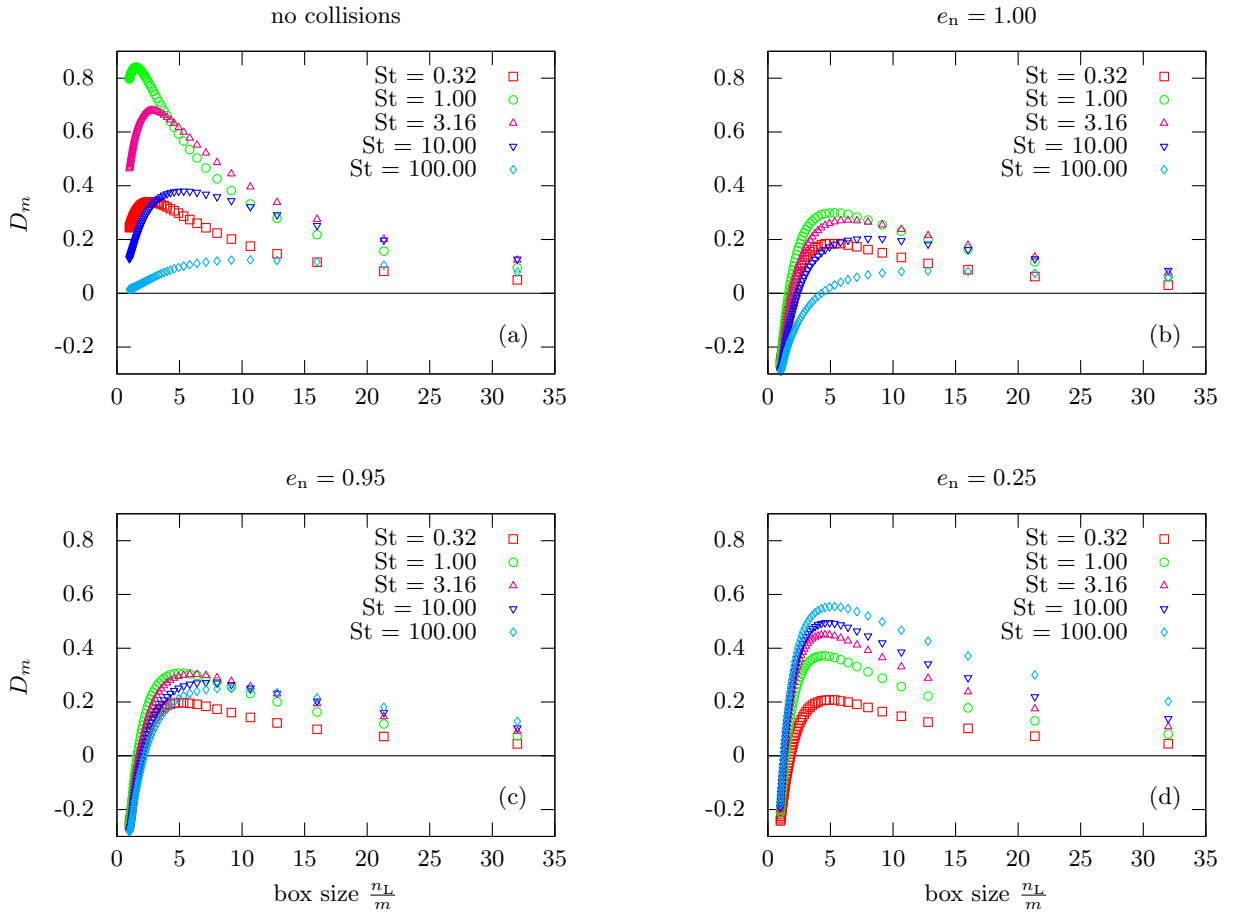 no collisions
D_m
0.8
0.6
0.4
0.2
0
-0.2
0 5 10 15 20 25 30 35
St = 0.32
St = 1.00
St = 3.16
St = 10.00
St = 100.00
(a)
e_n = 1.00
0.8
0.6
0.4
0.2
0
-0.2
0 5 10 15 20 25 30 35
St = 0.32
St = 1.00
St = 3.16
St = 10.00
St = 100.00
(b)
e_n = 0.95
D_m
0.8
0.6
0.4
0.2
0
-0.2
0 5 10 15 20 25 30 35
St = 0.32
St = 1.00
St = 3.16
St = 10.00
St = 100.00
(c)
box size n_L/m
e_n = 0.25
0.8
0.6
0.4
0.2
0
-0.2
0 5 10 15 20 25 30 35
St = 0.32
St = 1.00
St = 3.16
St = 10.00
St = 100.00
(d)
box size n_L/m